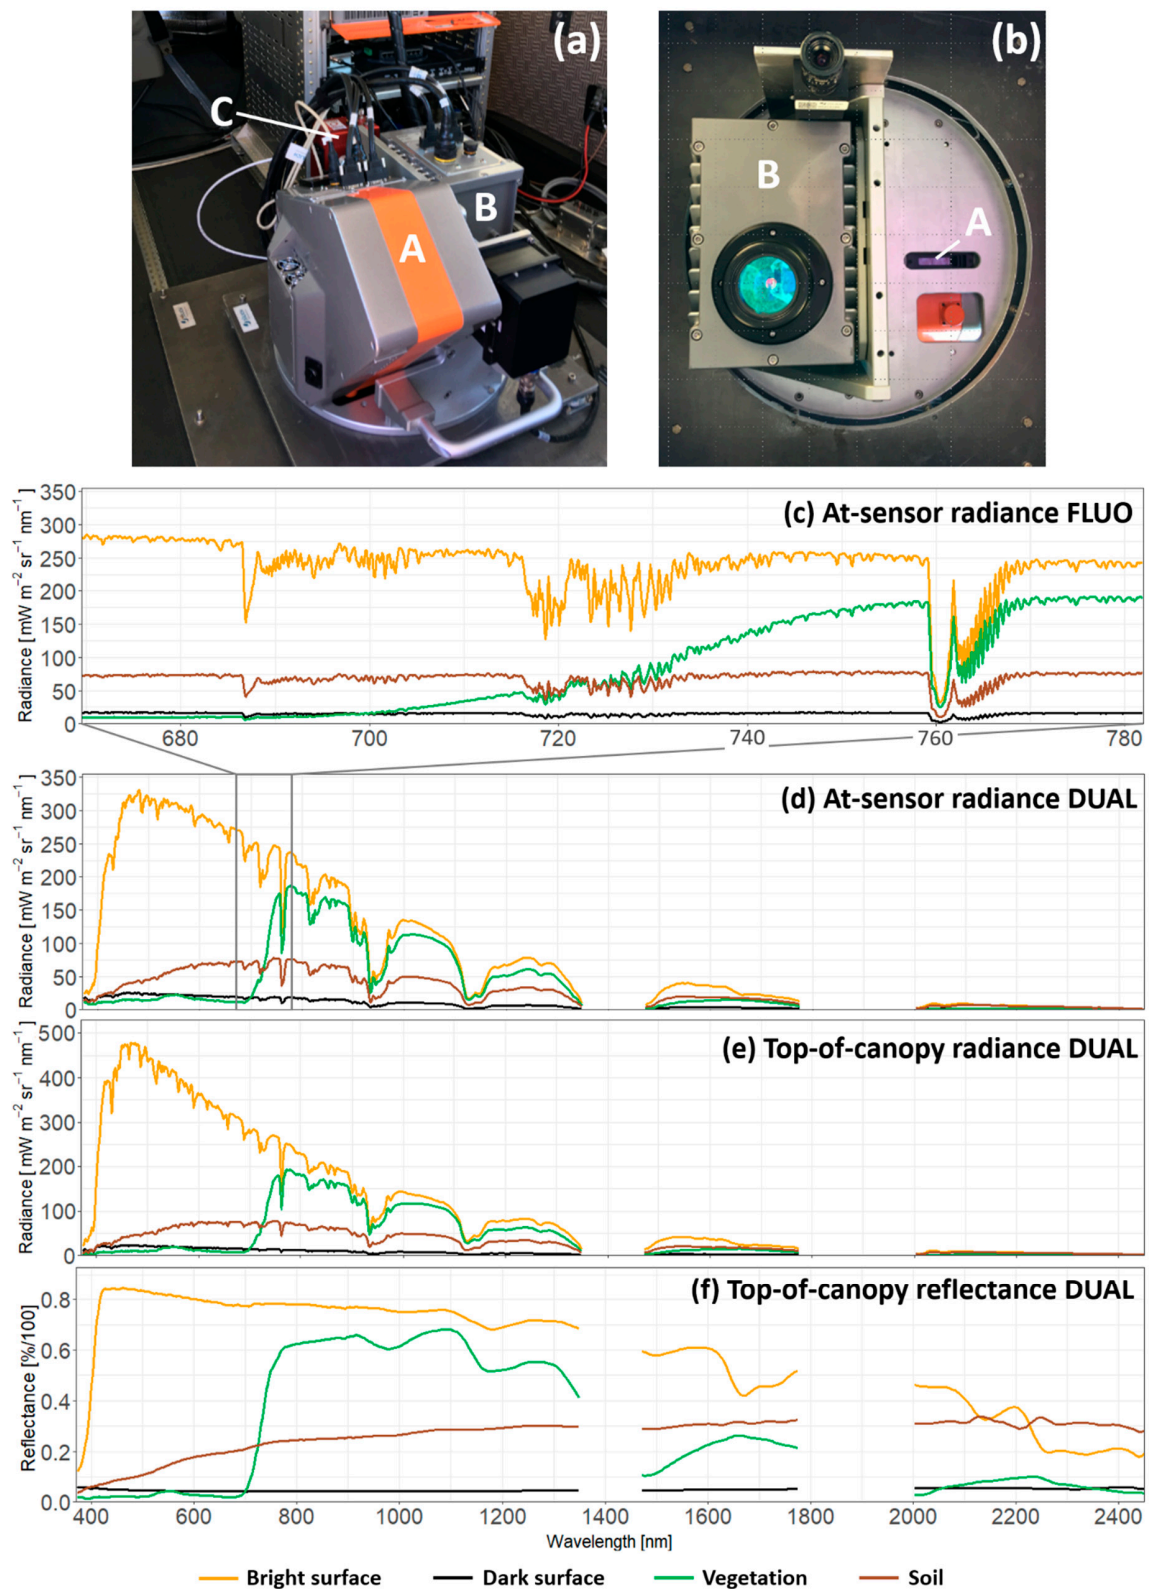 (a)
C
B
A
(b)
B
A
(c) At-sensor radiance FLUO
Radiance [ mW m−2 sr−1 nm−1 ]
350
300
250
200
150
100
50
0
680 700 720 740 760 780
(d) At-sensor radiance DUAL
Radiance [ mW m−2 sr−1 nm−1 ]
350
300
250
200
150
100
50
0
(e) Top-of-canopy radiance DUAL
Radiance [ mW m−2 sr−1 nm−1 ]
500
400
300
200
100
0
(f) Top-of-canopy reflectance DUAL
Reflectance [%/100]
0.8
0.6
0.4
0.2
0.0
400 600 800 1000 1200 1400 1600 1800 2000 2200 2400
Wavelength [nm]
Bright surface Dark surface Vegetation Soil